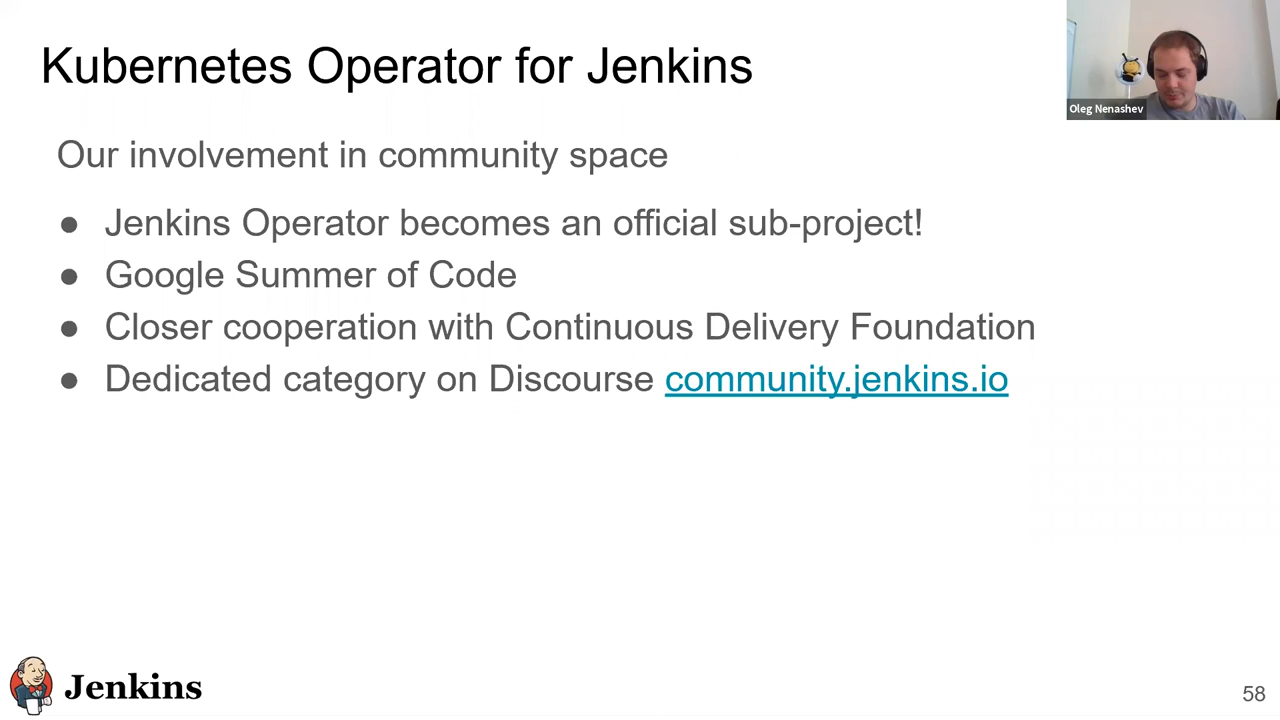 Kubernetes Operator for Jenkins
Oleg Nenashev
Our involvement in community space
● Jenkins Operator becomes an official sub-project!
● Google Summer of Code
● Closer cooperation with Continuous Delivery Foundation
● Dedicated category on Discourse community.jenkins.io
Jenkins
58